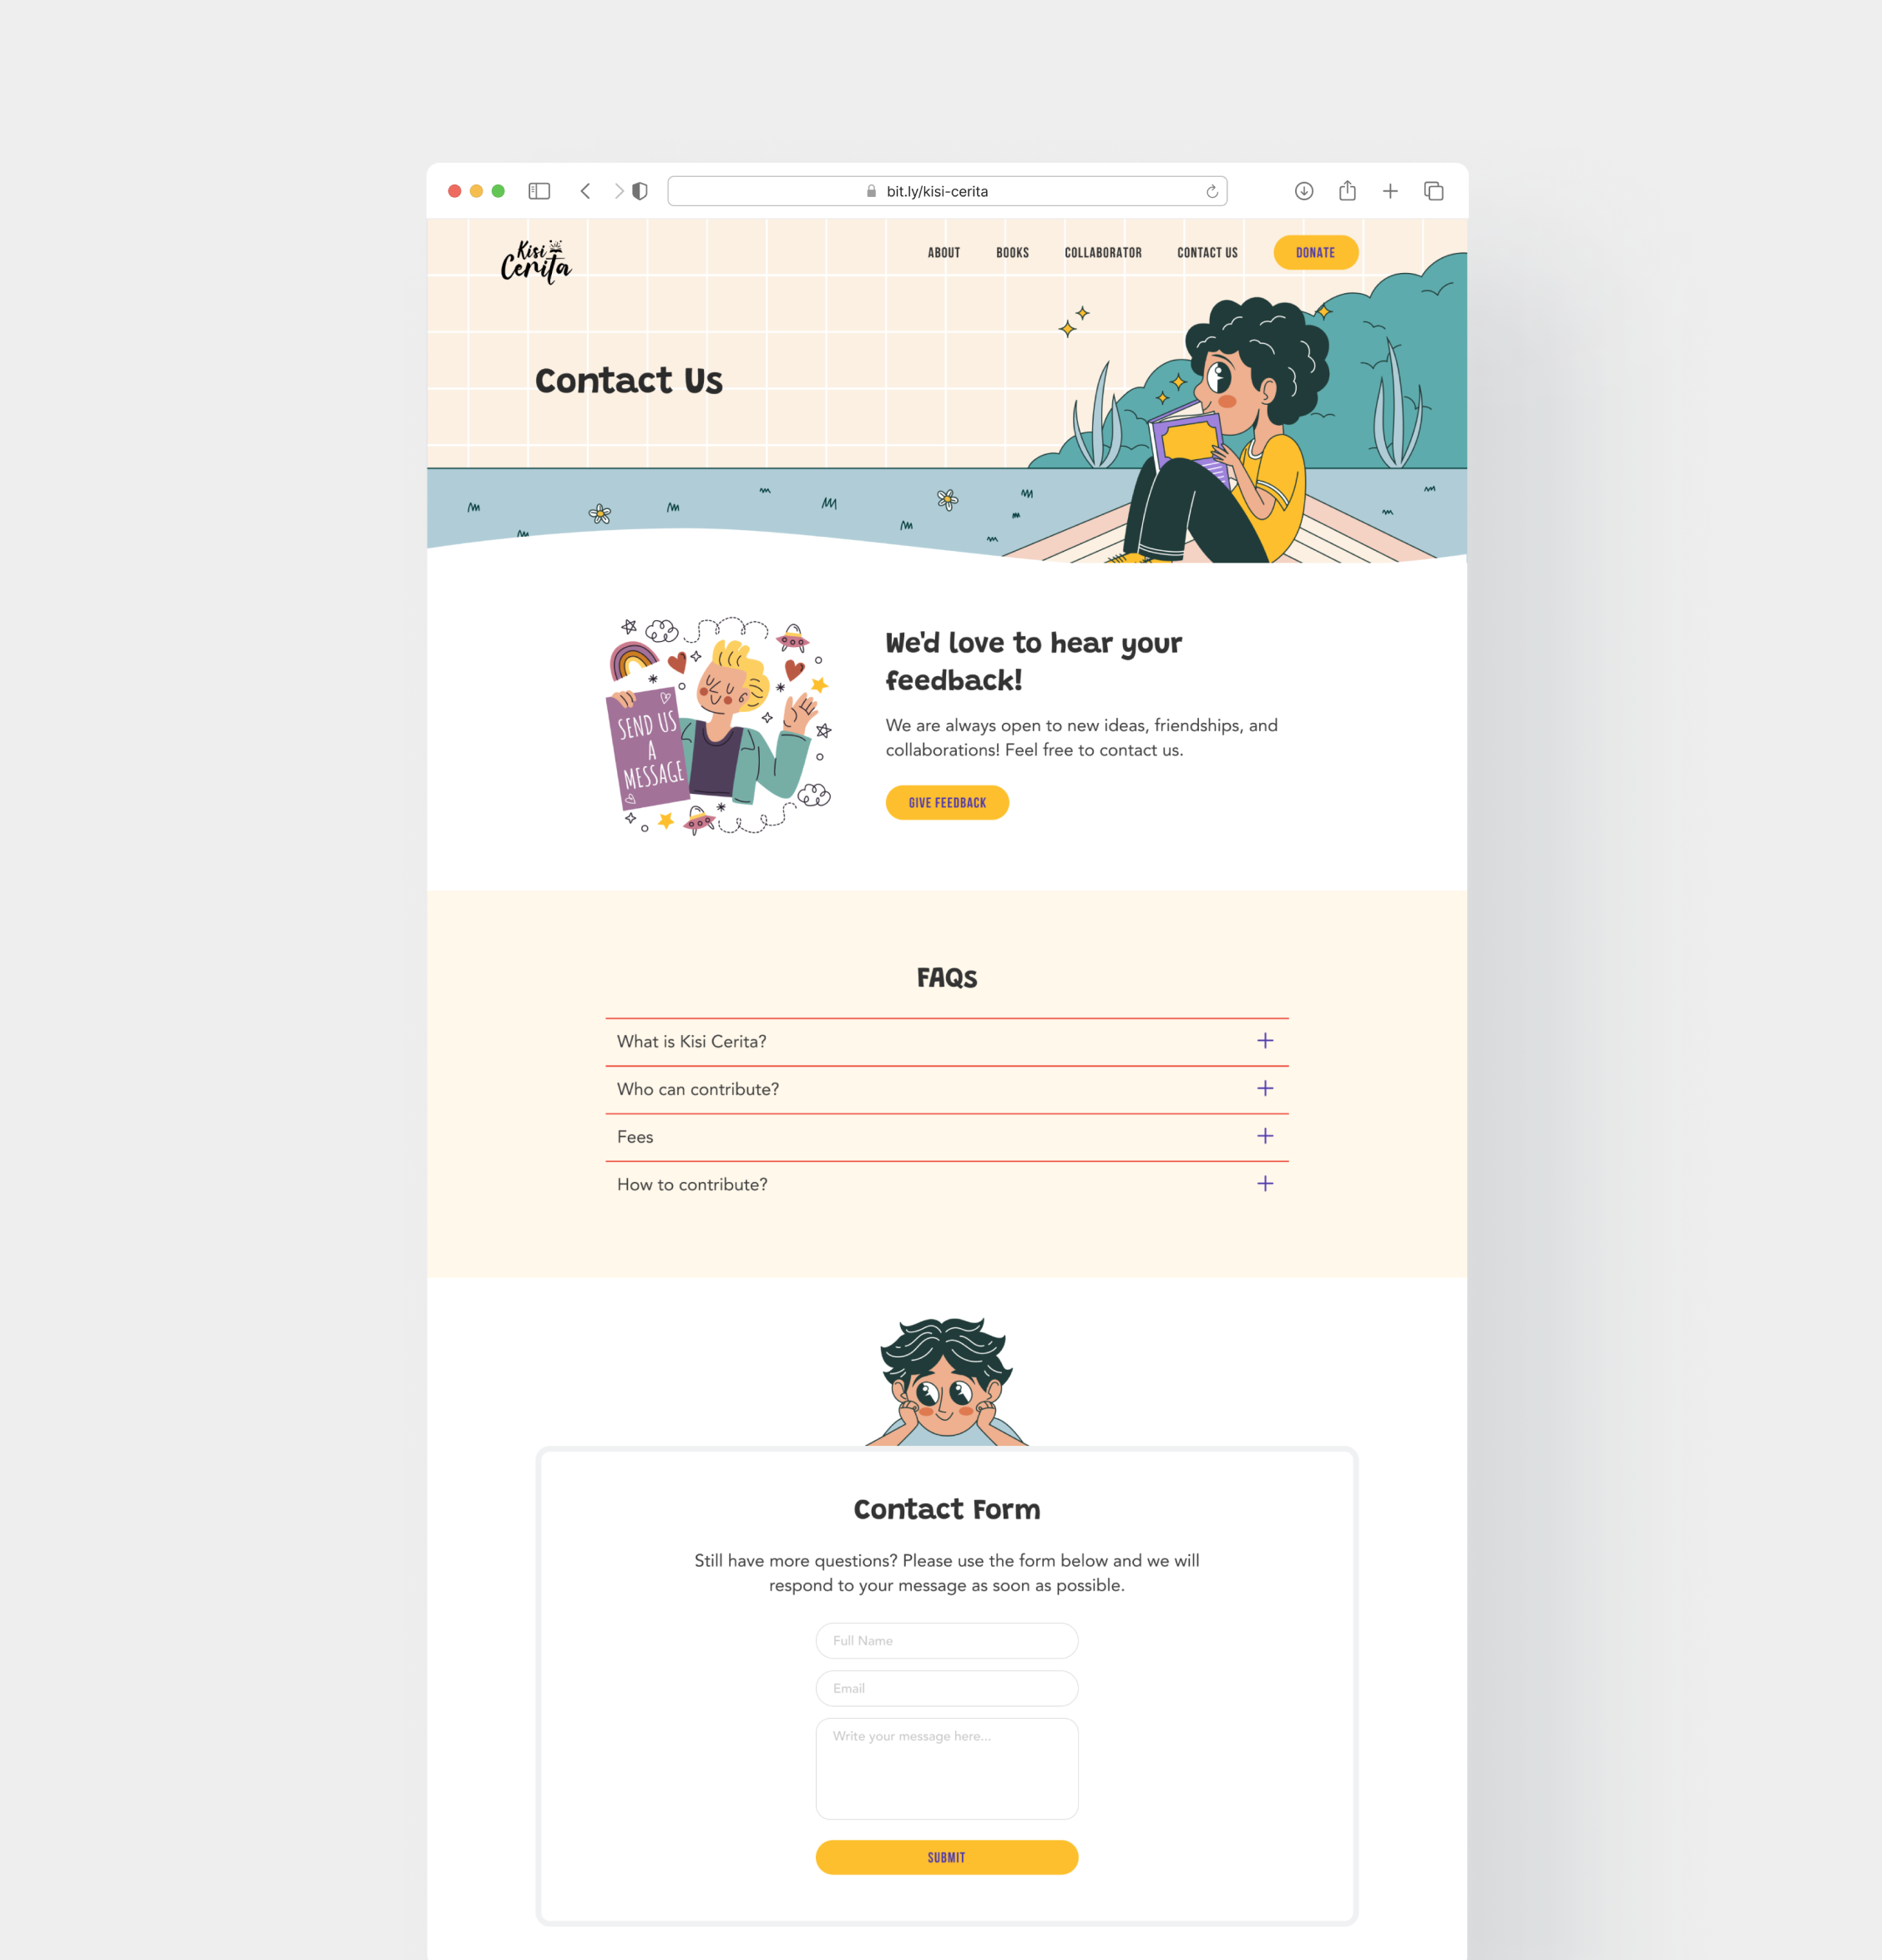 bit.ly/kisi-cerita
Kisi
Cerita
ABOUT BOOKS COLLABORATOR CONTACT US DONATE
Contact Us
SEND US
A
MESSAGE
We'd love to hear your
feedback!
We are always open to new ideas, friendships, and
collaborations! Feel free to contact us.
GIVE FEEDBACK
FAQs
What is Kisi Cerita?
Who can contribute?
Fees
How to contribute?
Contact Form
Still have more questions? Please use the form below and we will
respond to your message as soon as possible.
Full Name
Email
Write your message here...
SUBMIT